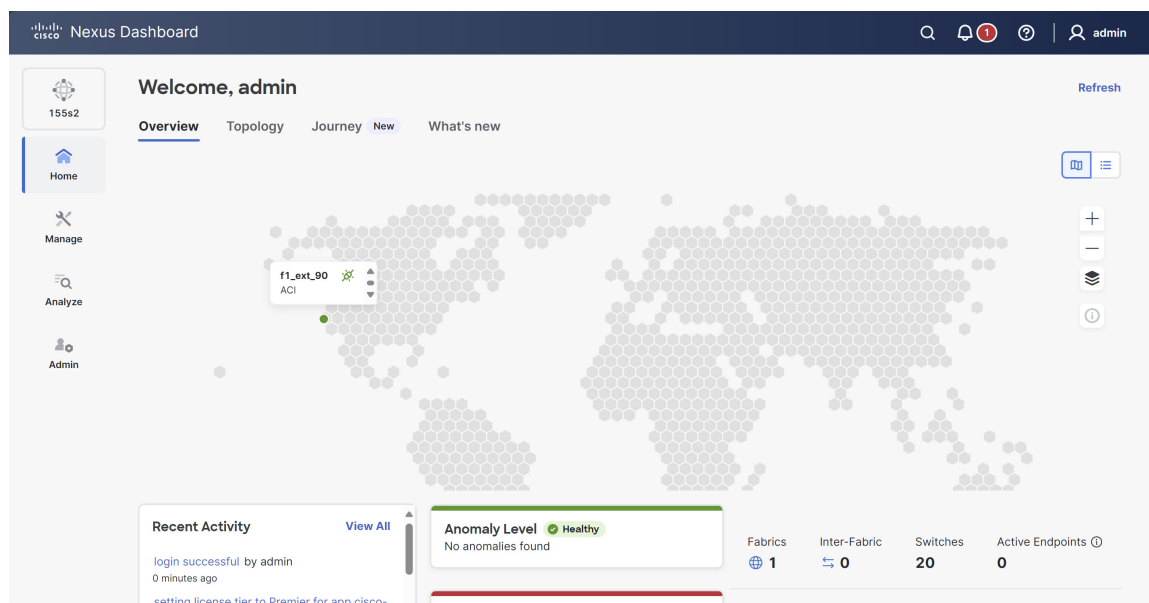 cisco Nexus Dashboard
1
admin
155s2
Home
Manage
Analyze
Admin
Welcome, admin
Refresh
Overview
Topology
Journey New
What's new
f1_ext_90
ACI
Recent Activity
View All
login successful by admin
0 minutes ago
setting license tier to Premier for app cisco-
Anomaly Level Healthy
No anomalies found
Fabrics
1
Inter-Fabric
0
Switches
20
Active Endpoints
0